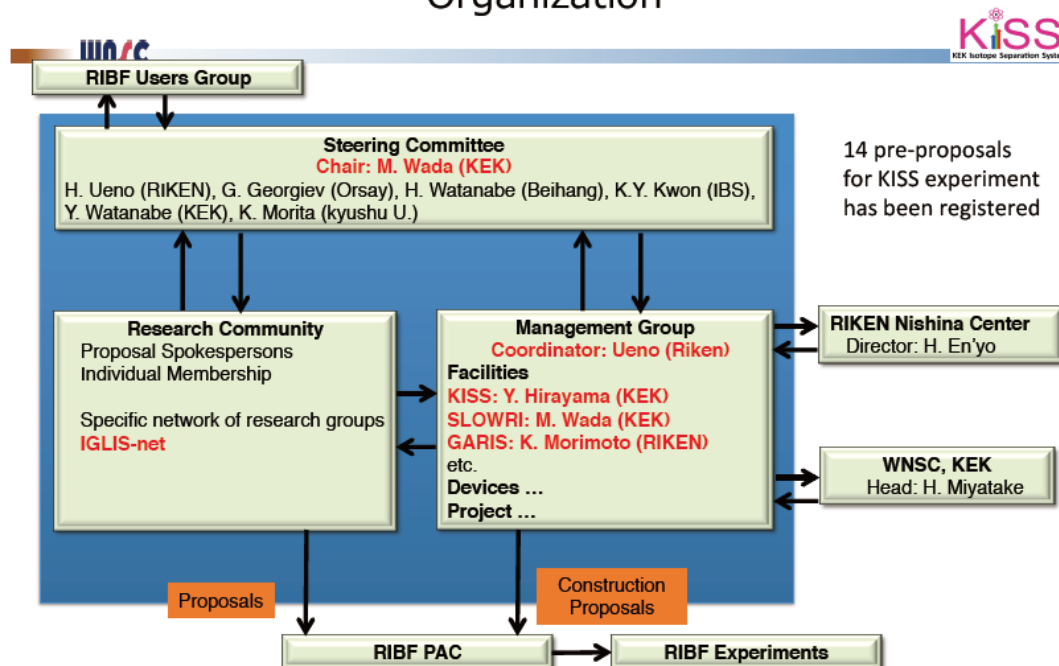 Organization
WNSC
KISS
KEK Isotope Separation System
RIBF Users Group
Steering Committee
Chair: M. Wada (KEK)
H. Ueno (RIKEN), G. Georgiev (Orsay), H. Watanabe (Beihang), K.Y. Kwon (IBS),
Y. Watanabe (KEK), K. Morita (kyushu U.)
14 pre-proposals
for KISS experiment
has been registered
Research Community
Proposal Spokespersons
Individual Membership
Specific network of research groups
IGLIS-net
Management Group
Coordinator: Ueno (Riken)
Facilities
KISS: Y. Hirayama (KEK)
SLOWRI: M. Wada (KEK)
GARIS: K. Morimoto (RIKEN)
etc.
Devices ...
Project ...
RIKEN Nishina Center
Director: H. En'yo
WNSC, KEK
Head: H. Miyatake
Proposals
Construction
Proposals
RIBF PAC
RIBF Experiments